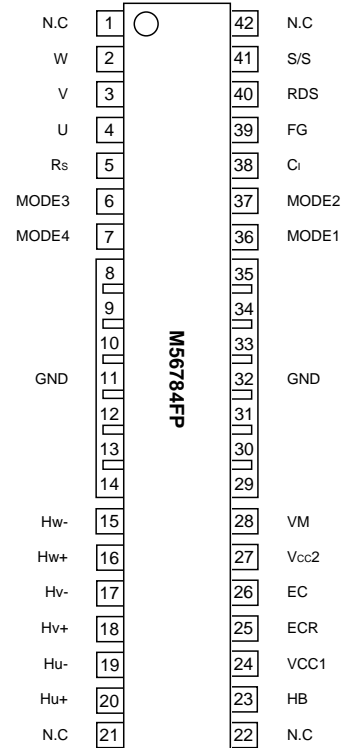 N.C 1 42 N.C
W 2 41 S/S
V 3 40 RDS
U 4 39 FG
Rs 5 38 CI
MODE3 6 37 MODE2
MODE4 7 36 MODE1
8 35
9 34
10 33
GND 11 32 GND
12 31
13 30
14 29
M56784FP
Hw- 15 28 VM
Hw+ 16 27 Vcc2
Hv- 17 26 EC
Hv+ 18 25 ECR
Hu- 19 24 VCC1
Hu+ 20 23 HB
N.C 21 22 N.C